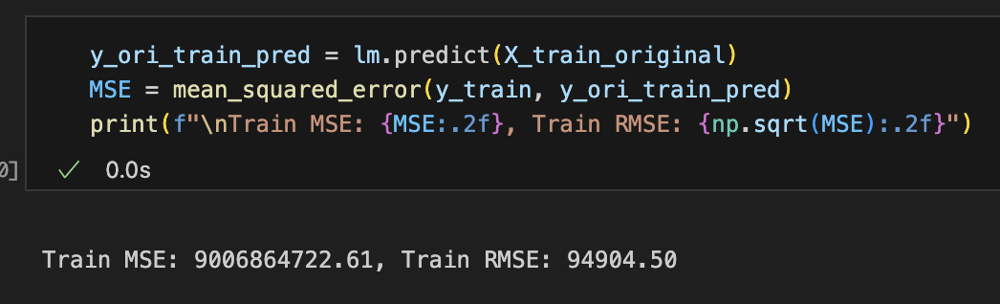 y_ori_train_pred = lm.predict(X_train_original)
MSE = mean_squared_error(y_train, y_ori_train_pred)
print(f"\nTrain MSE: {MSE:.2f}, Train RMSE: {np.sqrt(MSE):.2f}")
0]
✓ 0.0s
Train MSE: 9006864722.61, Train RMSE: 94904.50